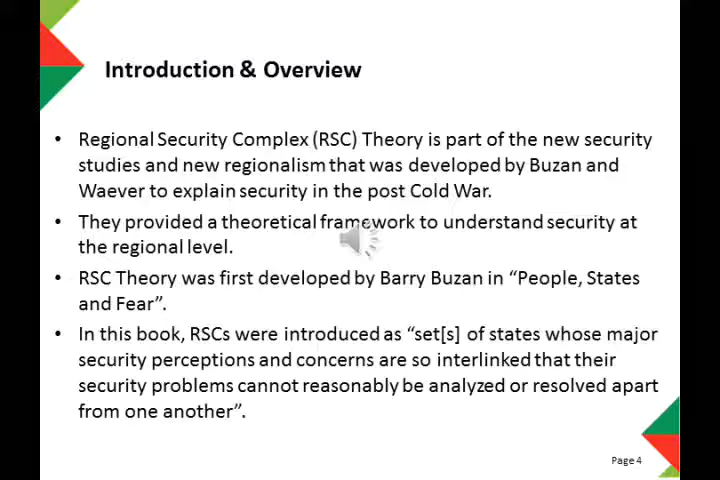 Introduction & Overview
• Regional Security Complex (RSC) Theory is part of the new security
studies and new regionalism that was developed by Buzan and
Waever to explain security in the post Cold War.
• They provided a theoretical framework to understand security at
the regional level.
• RSC Theory was first developed by Barry Buzan in “People, States
and Fear”.
• In this book, RSCs were introduced as “set[s] of states whose major
security perceptions and concerns are so interlinked that their
security problems cannot reasonably be analyzed or resolved apart
from one another”.
Page 4